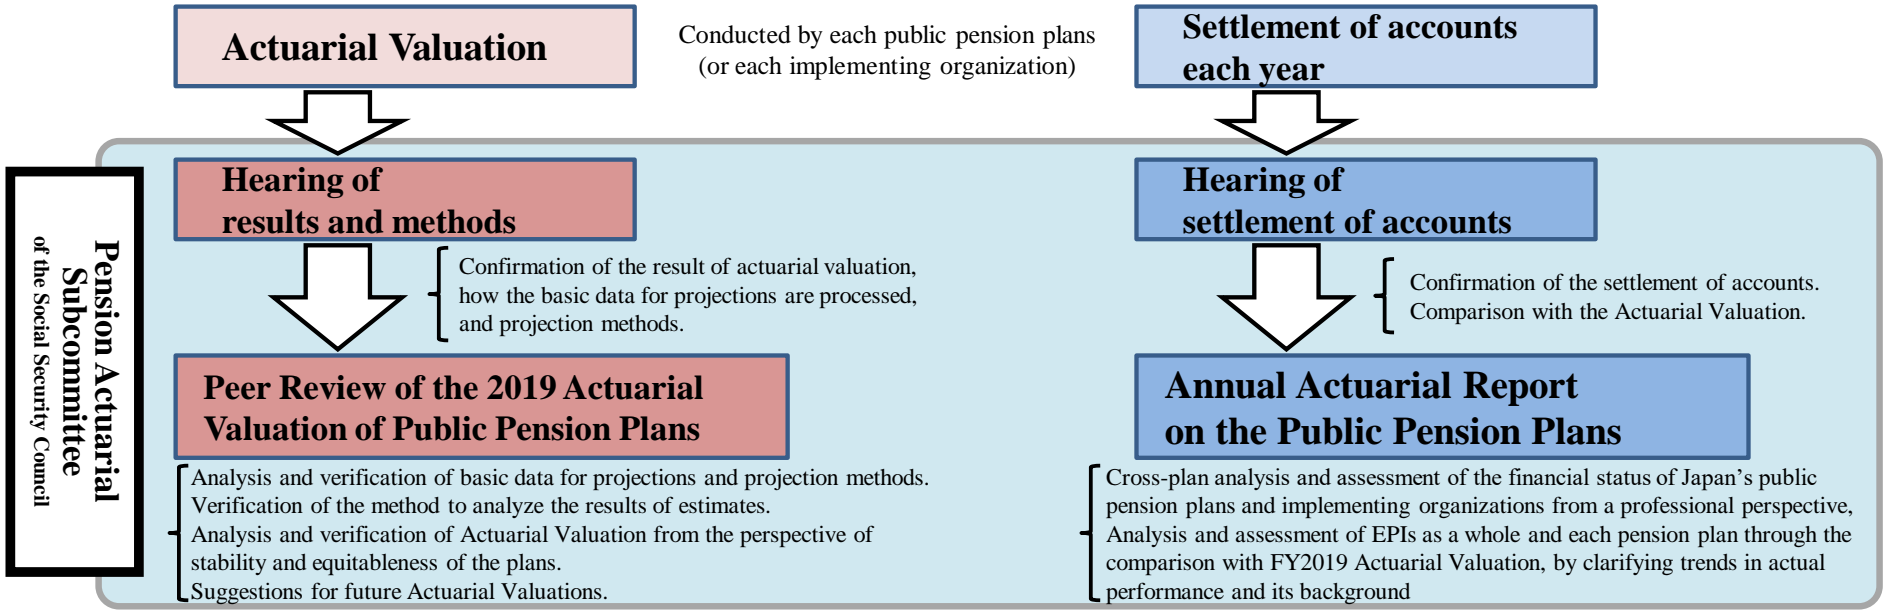 Actuarial Valuation
Conducted by each public pension plans
(or each implementing organization)
Settlement of accounts
each year
Pension Actuarial
Subcommittee
of the Social Security Council
Hearing of
results and methods
Confirmation of the result of actuarial valuation,
how the basic data for projections are processed,
and projection methods.
Peer Review of the 2019 Actuarial
Valuation of Public Pension Plans
Analysis and verification of basic data for projections and projection methods.
Verification of the method to analyze the results of estimates.
Analysis and verification of Actuarial Valuation from the perspective of
stability and equitableness of the plans.
Suggestions for future Actuarial Valuations.
Hearing of
settlement of accounts
Confirmation of the settlement of accounts.
Comparison with the Actuarial Valuation.
Annual Actuarial Report
on the Public Pension Plans
Cross-plan analysis and assessment of the financial status of Japan’s public
pension plans and implementing organizations from a professional perspective,
Analysis and assessment of EPIs as a whole and each pension plan through the
comparison with FY2019 Actuarial Valuation, by clarifying trends in actual
performance and its background